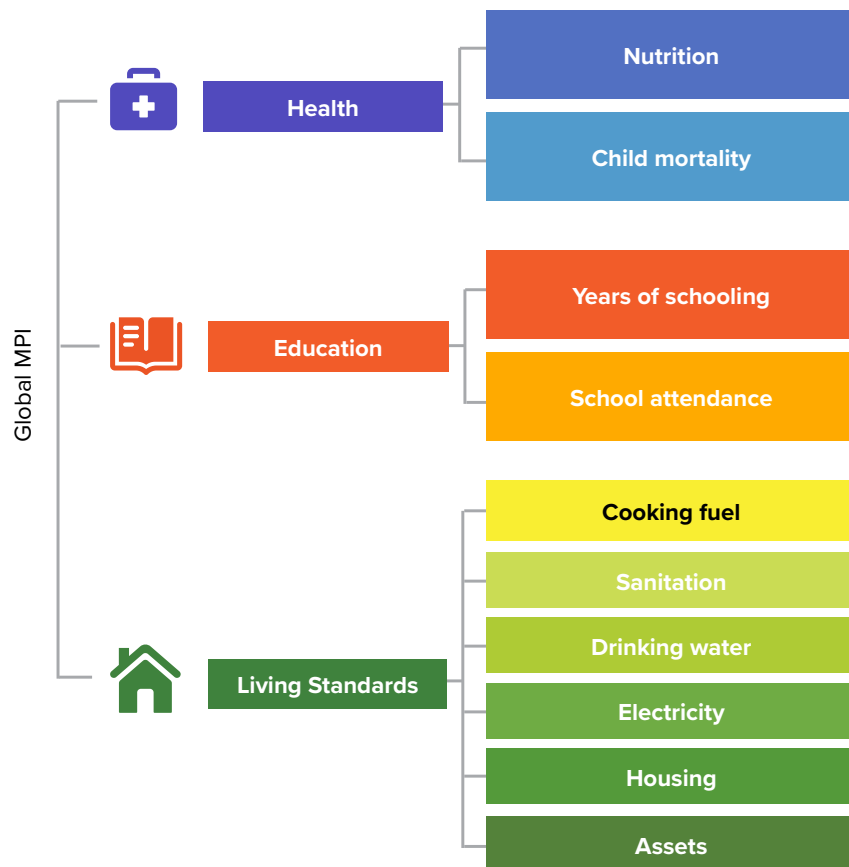 Global MPI
Health
Nutrition
Child mortality
Education
Years of schooling
School attendance
Living Standards
Cooking fuel
Sanitation
Drinking water
Electricity
Housing
Assets